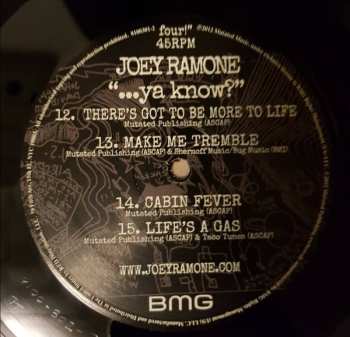 four!"
45RPM
JOEY RAMONE
"...ya know?"
12. THERE'S GOT TO BE MORE TO LIFE
Mutated Publishing (ASCAP)
13. MAKE ME TREMBLE
Mutated Publishing (ASCAP) & Shernoff Music/Bug Music (BMI)
14. CABIN FEVER
Mutated Publishing (ASCAP)
15. LIFE'S A GAS
Mutated Publishing (ASCAP) & Taco Tunes (ASCAP)
WWW.JOEYRAMONE.COM
BMG